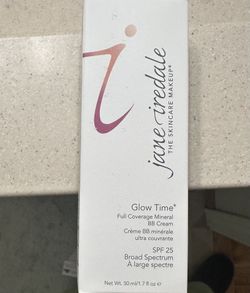 jane iredale
THE SKINCARE MAKEUP®
Glow Time®
Full Coverage Mineral
BB Cream
Crème BB minérale
ultra couvrante
SPF 25
Broad Spectrum
À large spectre
Net. Wt. 50 ml/1.7 fl oz ℮